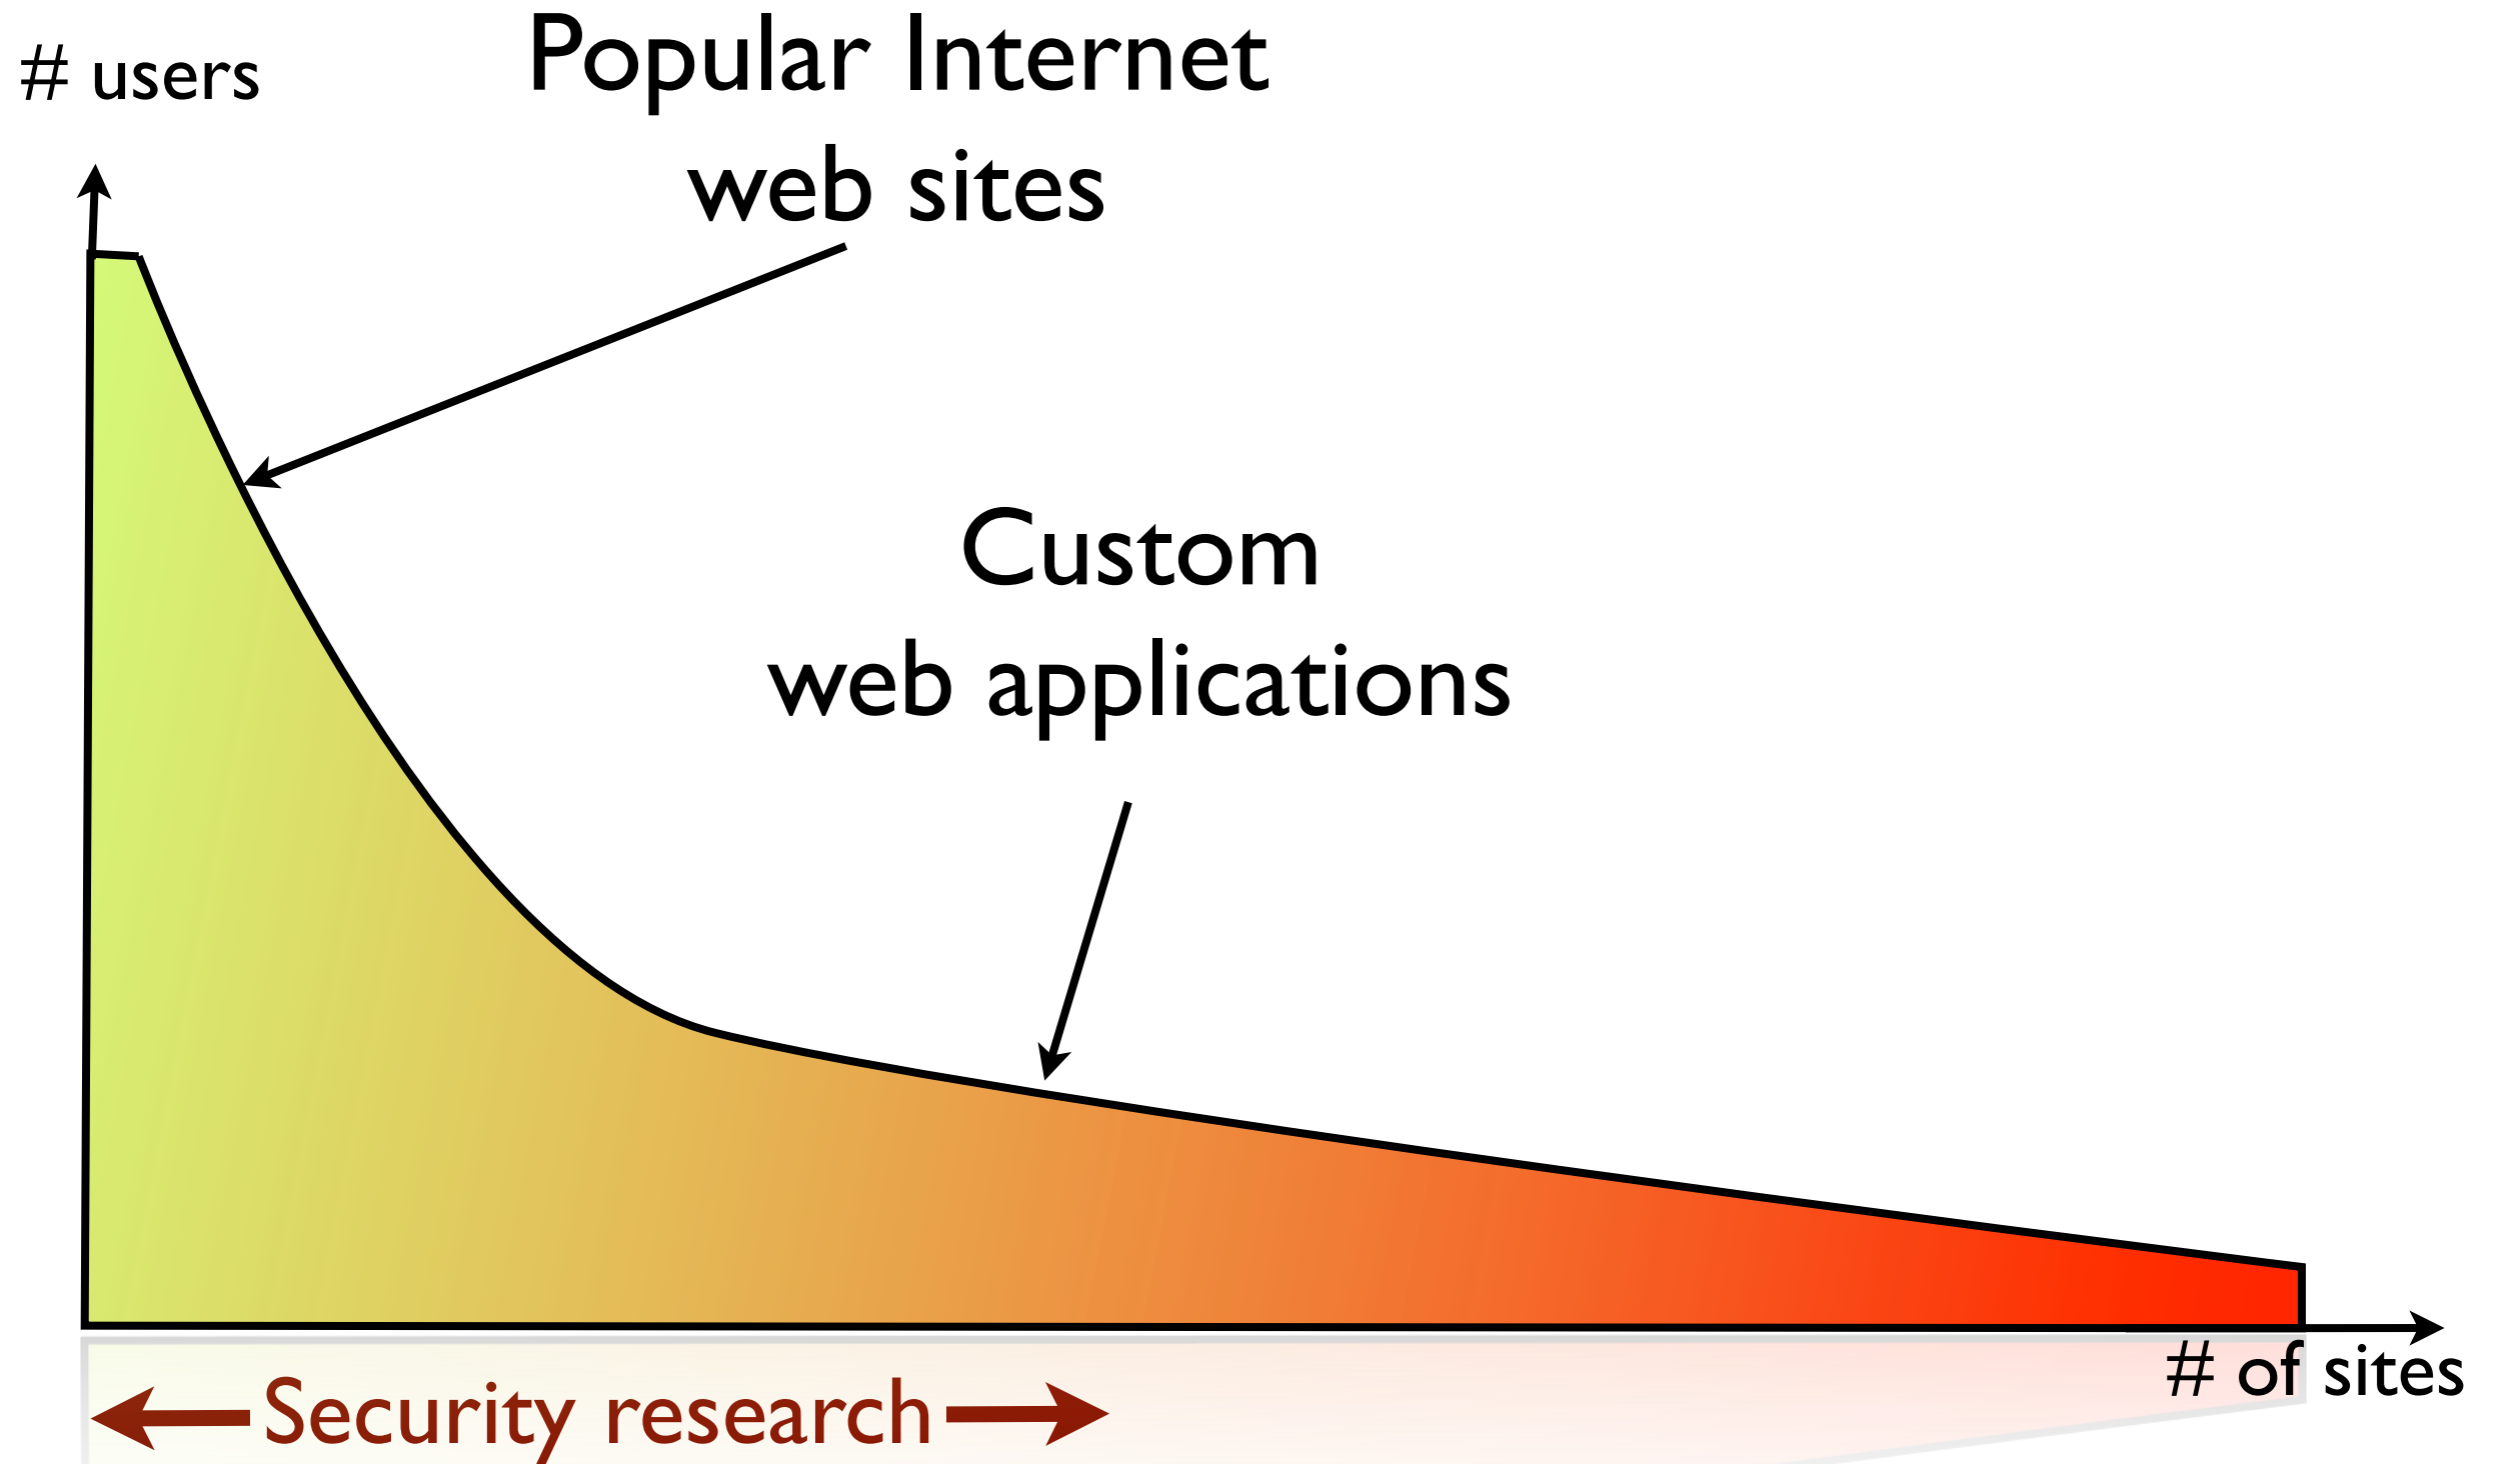 # users
Popular Internet
web sites
Custom
web applications
# of sites
Security research